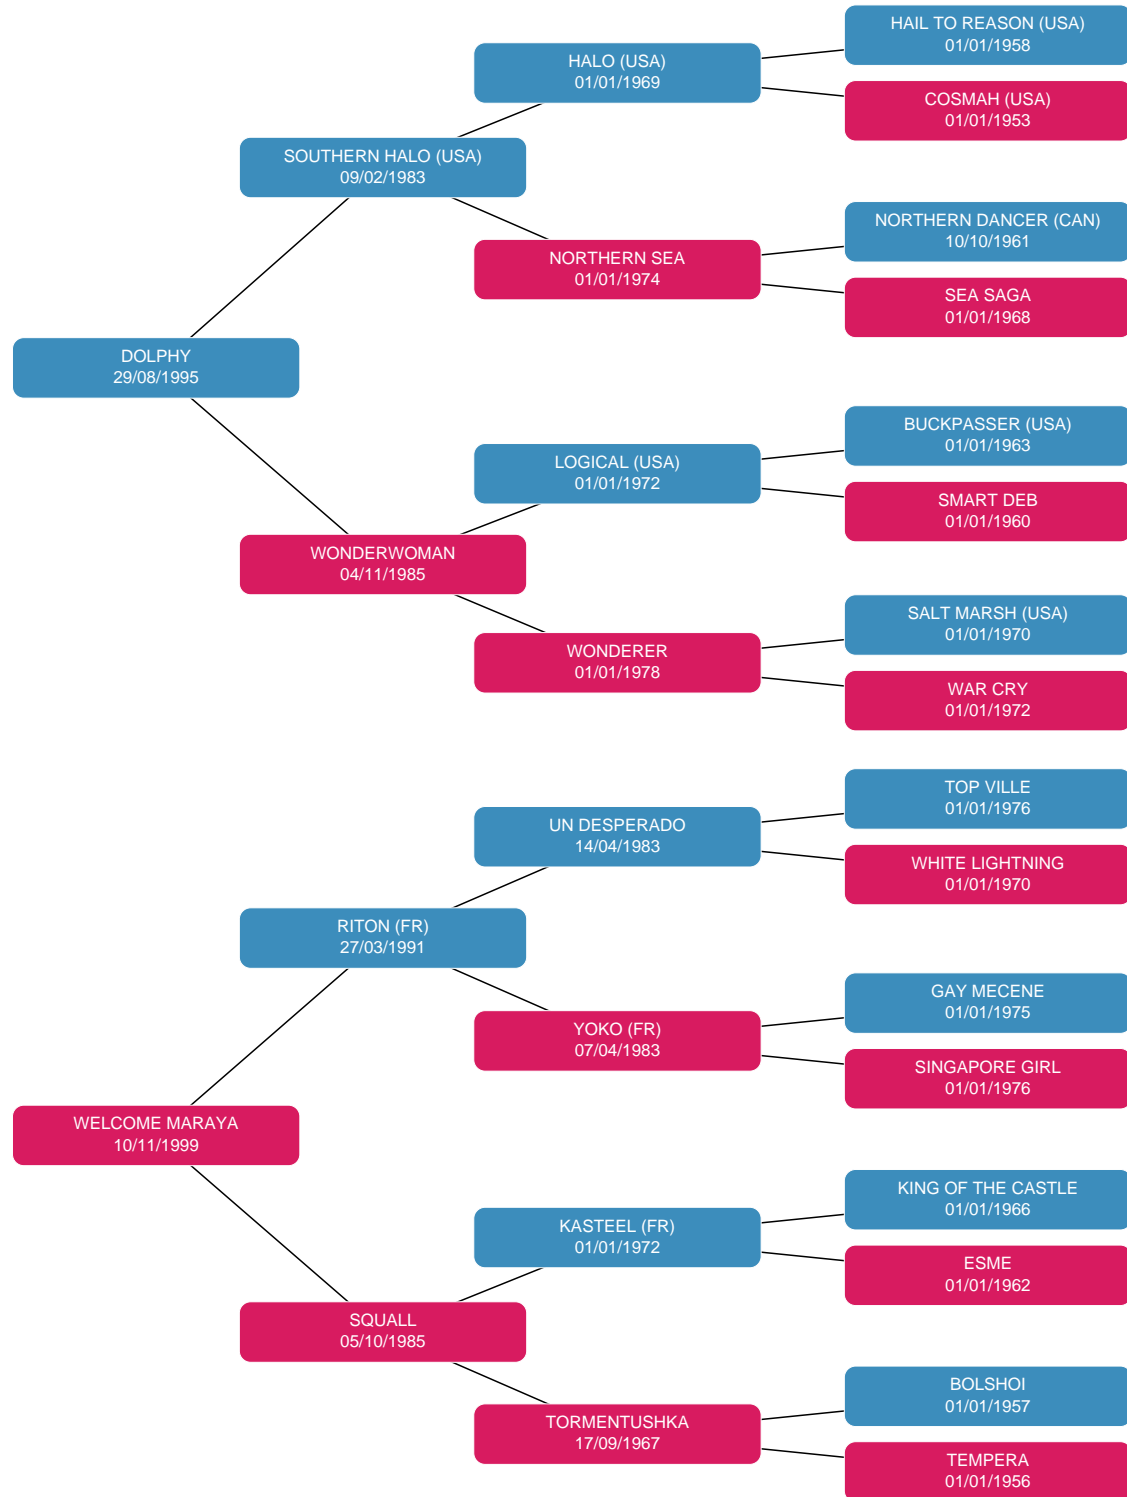 HAIL TO REASON (USA)
01/01/1958
HALO (USA)
01/01/1969
COSMAH (USA)
01/01/1953
SOUTHERN HALO (USA)
09/02/1983
NORTHERN DANCER (CAN)
10/10/1961
NORTHERN SEA
01/01/1974
SEA SAGA
01/01/1968
DOLPHY
29/08/1995
BUCKPASSER (USA)
01/01/1963
LOGICAL (USA)
01/01/1972
SMART DEB
01/01/1960
WONDERWOMAN
04/11/1985
SALT MARSH (USA)
01/01/1970
WONDERER
01/01/1978
WAR CRY
01/01/1972
TOP VILLE
01/01/1976
UN DESPERADO
14/04/1983
WHITE LIGHTNING
01/01/1970
RITON (FR)
27/03/1991
GAY MECENE
01/01/1975
YOKO (FR)
07/04/1983
SINGAPORE GIRL
01/01/1976
WELCOME MARAYA
10/11/1999
KING OF THE CASTLE
01/01/1966
KASTEEL (FR)
01/01/1972
ESME
01/01/1962
SQUALL
05/10/1985
BOLSHOI
01/01/1957
TORMENTUSHKA
17/09/1967
TEMPERA
01/01/1956